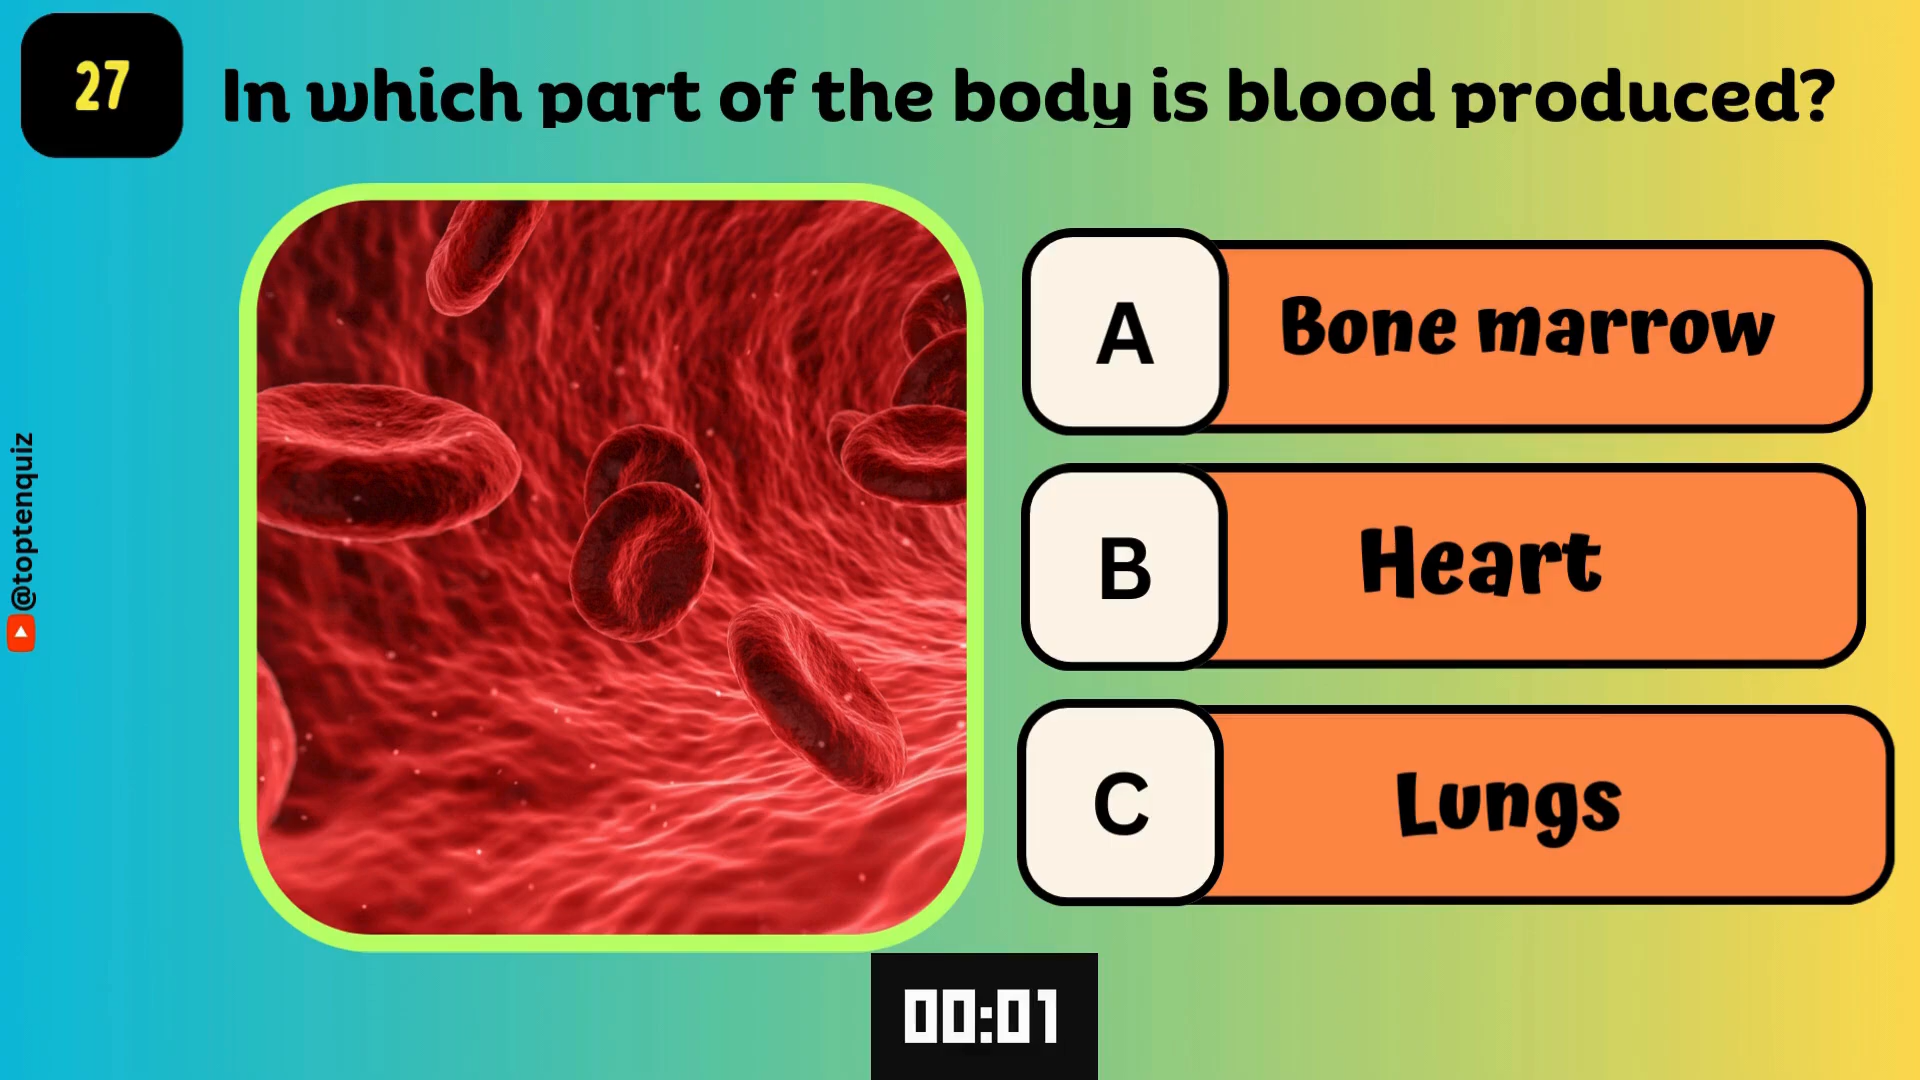 27
In which part of the body is blood produced?
A
Bone marrow
B
Heart
C
Lungs
@toptenquiz
00:01